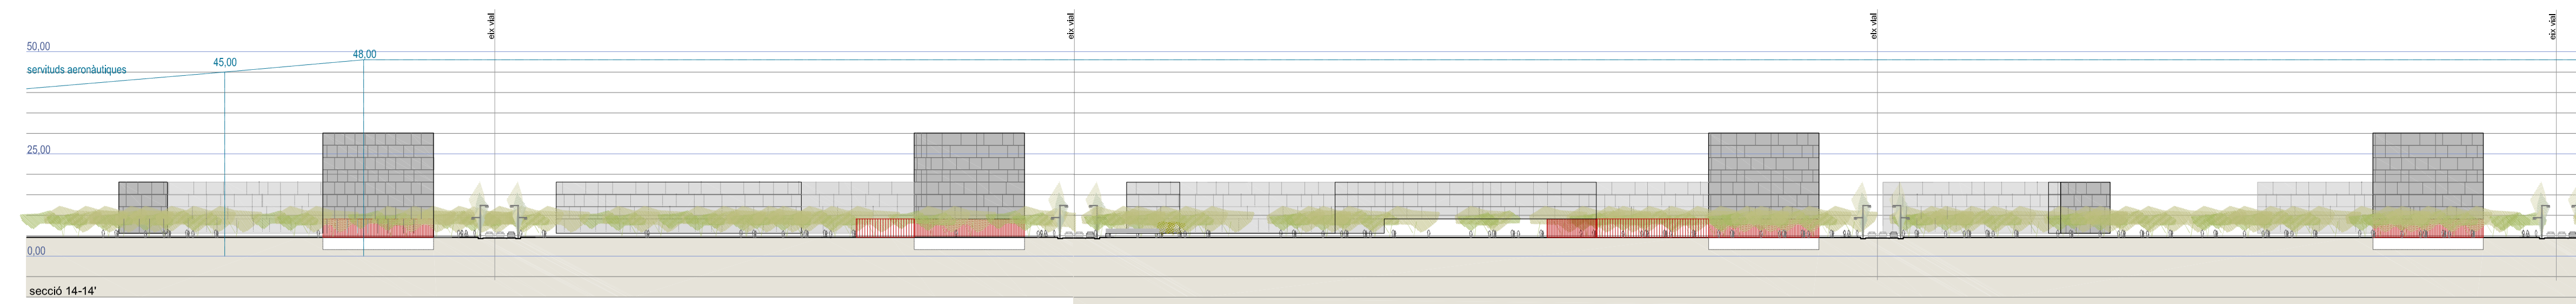 eix vial
eix vial
eix vial
eix vial
50,00
48,00
45,00
servituds aeronàutiques
25,00
0,00
secció 14-14'